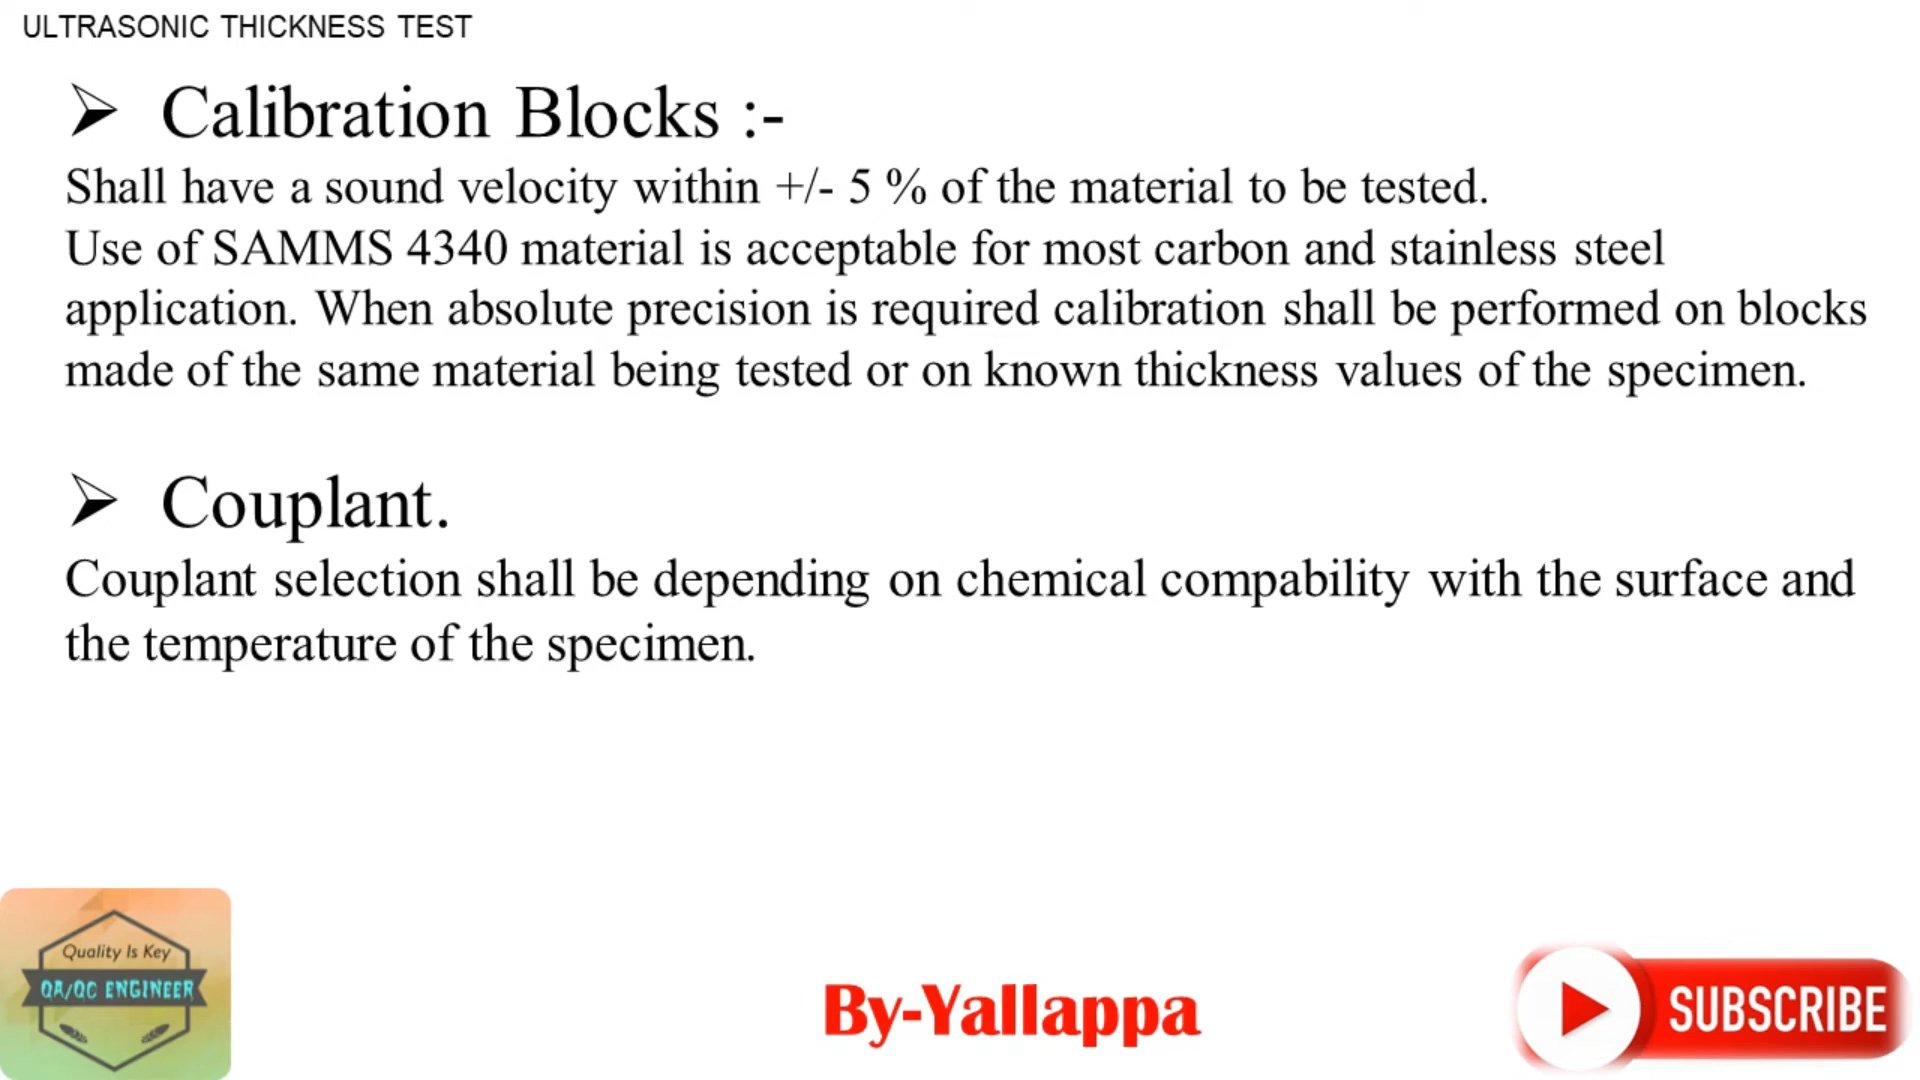 ULTRASONIC THICKNESS TEST
➢ Calibration Blocks :-
Shall have a sound velocity within +/- 5 % of the material to be tested.
Use of SAMMS 4340 material is acceptable for most carbon and stainless steel
application. When absolute precision is required calibration shall be performed on blocks
made of the same material being tested or on known thickness values of the specimen.
➢ Couplant.
Couplant selection shall be depending on chemical compability with the surface and
the temperature of the specimen.
Quality Is Key
QA/QC ENGINEER
By-Yallappa
SUBSCRIBE